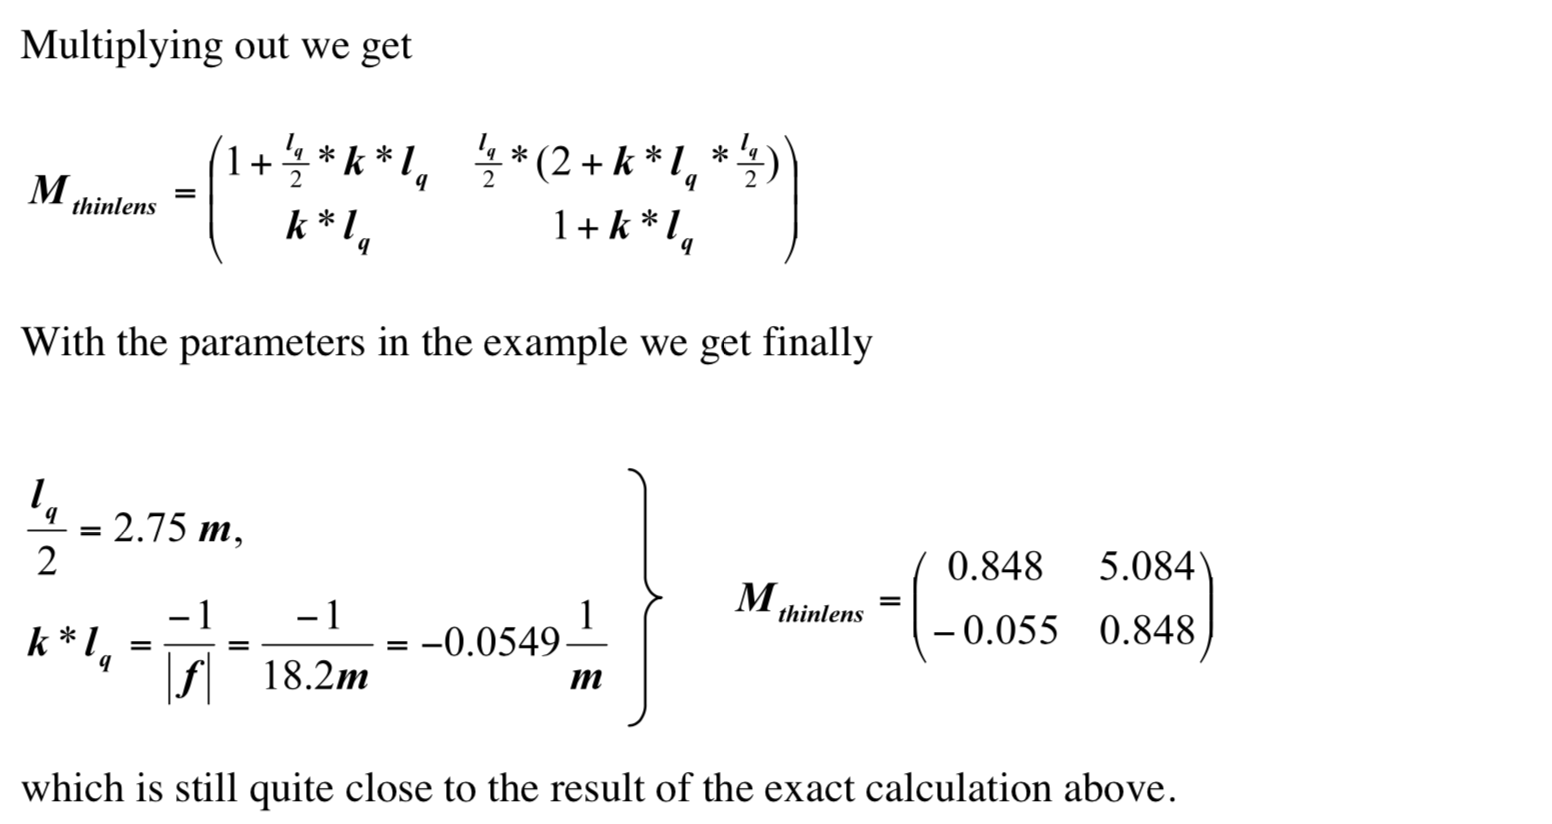 Multiplying out we get
M_thinlens = ( 1 + l_q/2 * k * l_q    l_q/2 * (2 + k * l_q * l_q/2)
k * l_q    1 + k * l_q )
With the parameters in the example we get finally
l_q/2 = 2.75 m,
k * l_q = −1/|f| = −1/18.2m = −0.0549 1/m
M_thinlens = ( 0.848    5.084
−0.055    0.848 )
which is still quite close to the result of the exact calculation above.